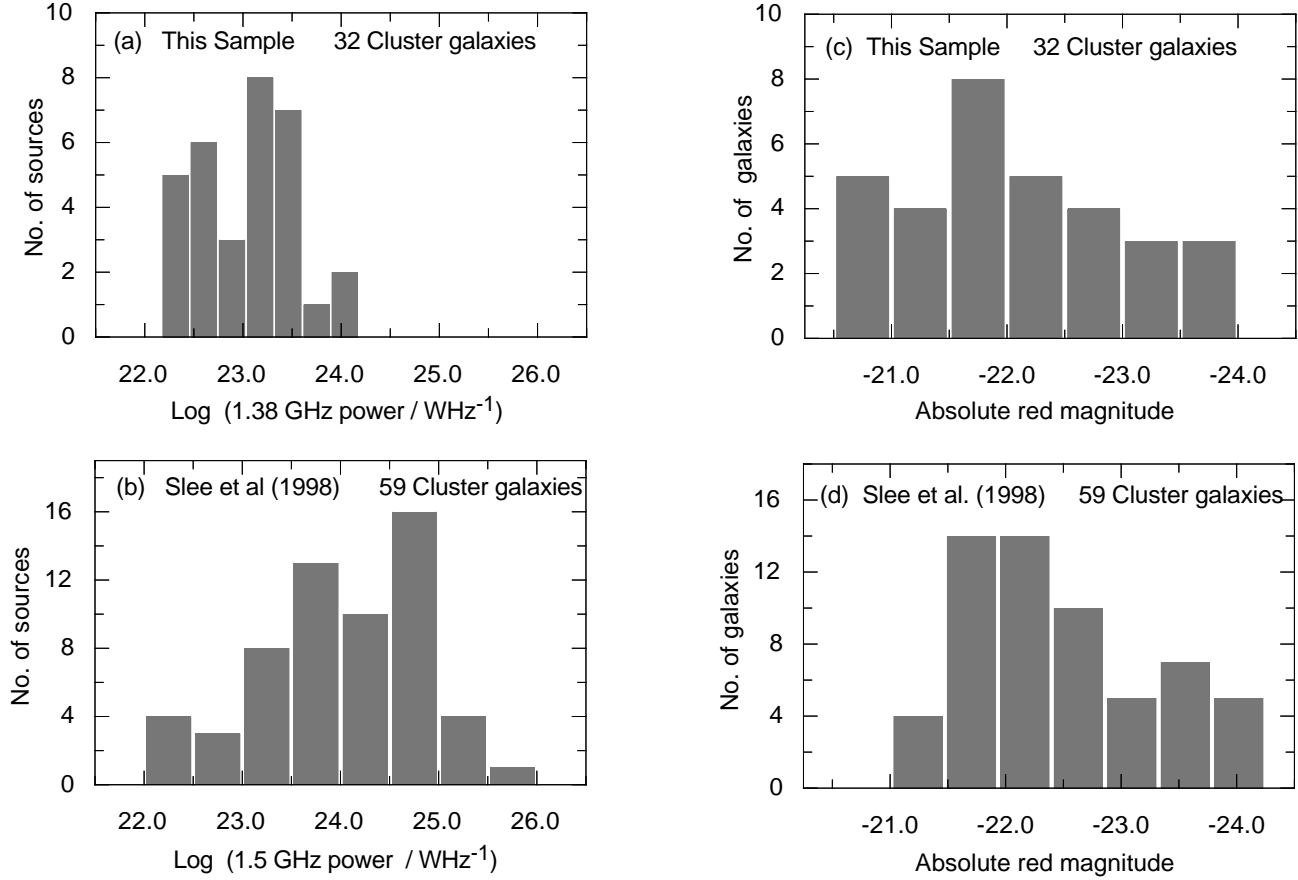 10
8
6
4
2
0
(a) This Sample 32 Cluster galaxies
No. of sources
22.0 23.0 24.0 25.0 26.0
Log (1.38 GHz power / WHz-1)
10
8
6
4
2
0
(c) This Sample 32 Cluster galaxies
No. of galaxies
-21.0 -22.0 -23.0 -24.0
Absolute red magnitude
16
12
8
4
0
(b) Slee et al (1998) 59 Cluster galaxies
No. of sources
22.0 23.0 24.0 25.0 26.0
Log (1.5 GHz power / WHz-1)
16
12
8
4
0
(d) Slee et al. (1998) 59 Cluster galaxies
No. of galaxies
-21.0 -22.0 -23.0 -24.0
Absolute red magnitude